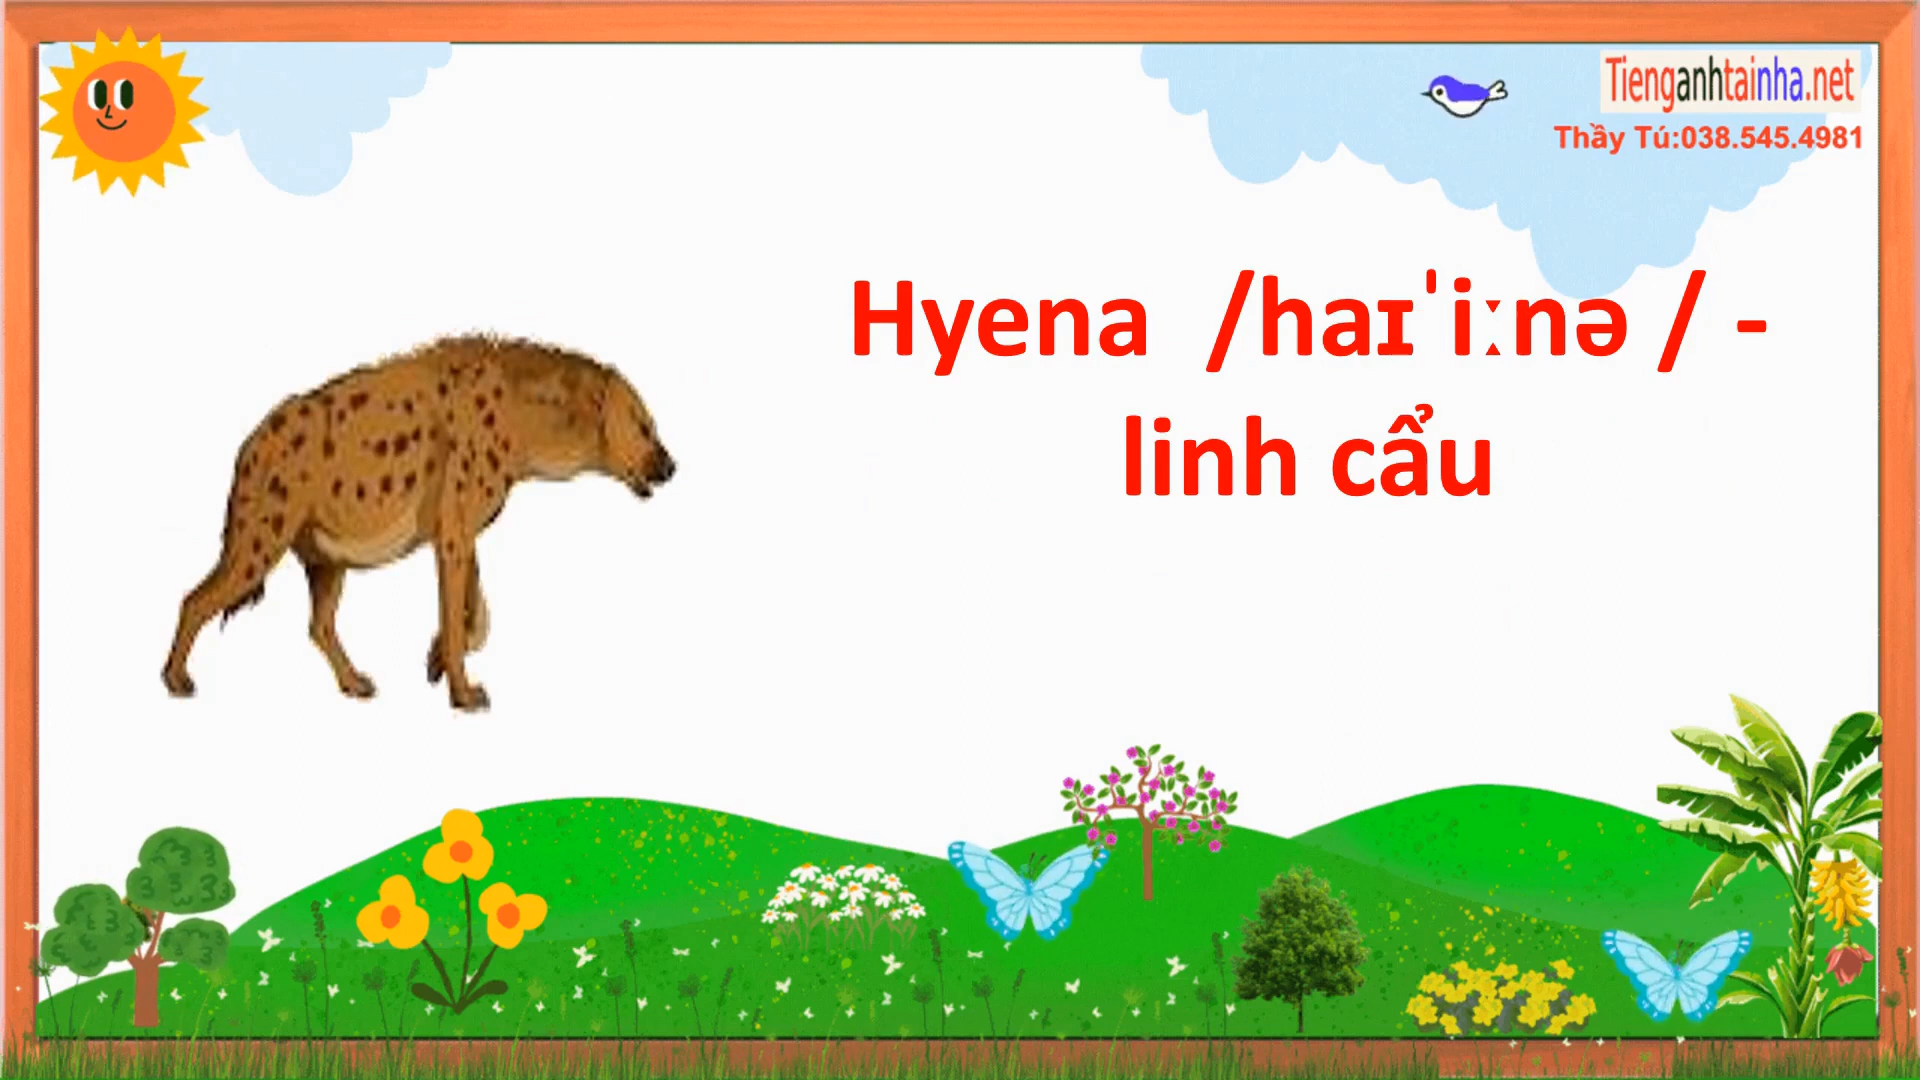 Tienganhtainha.net
Thầy Tú:038.545.4981
Hyena /haɪˈiːnə / -
linh cẩu